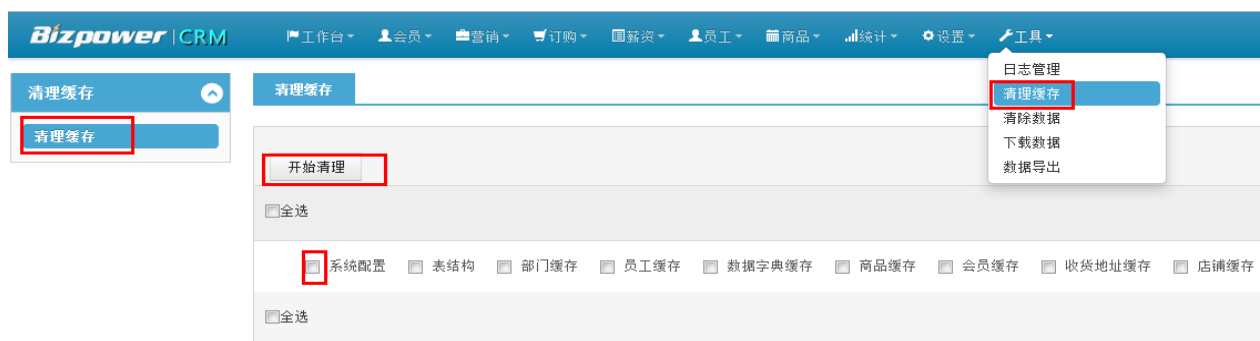 Bizpower | CRM 工作台 会员 营销 订购 薪资 员工 商品 统计 设置 工具
清理缓存
清理缓存
清理缓存
日志管理
清理缓存
清除数据
下载数据
数据导出
开始清理
全选
系统配置 表结构 部门缓存 员工缓存 数据字典缓存 商品缓存 会员缓存 收货地址缓存 店铺缓存
全选